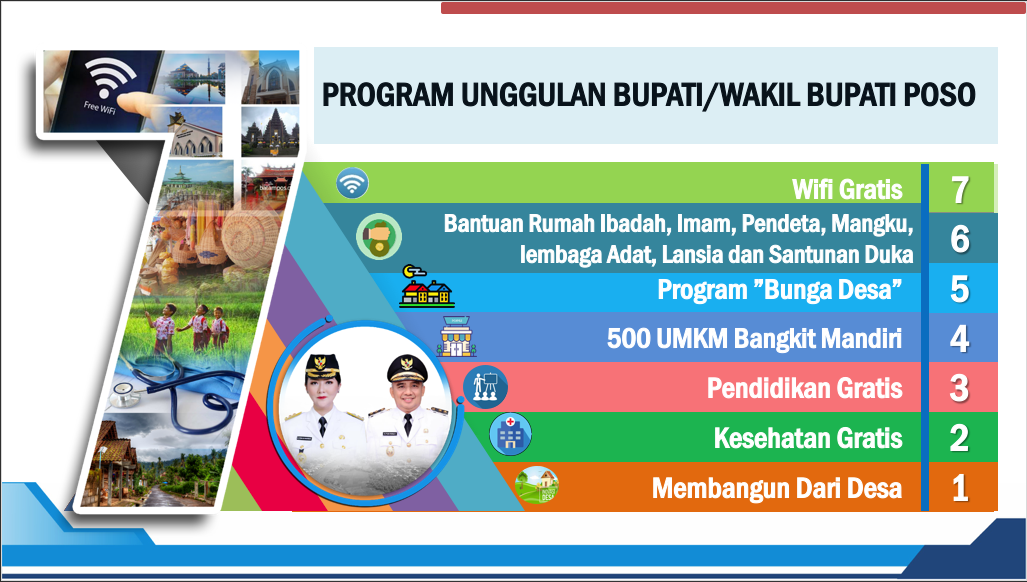 Free WiFi
PROGRAM UNGGULAN BUPATI/WAKIL BUPATI POSO
Wifi Gratis 7
Bantuan Rumah Ibadah, Imam, Pendeta, Mangku,
lembaga Adat, Lansia dan Santunan Duka 6
Program ”Bunga Desa” 5
500 UMKM Bangkit Mandiri 4
Pendidikan Gratis 3
Kesehatan Gratis 2
Membangun Dari Desa 1